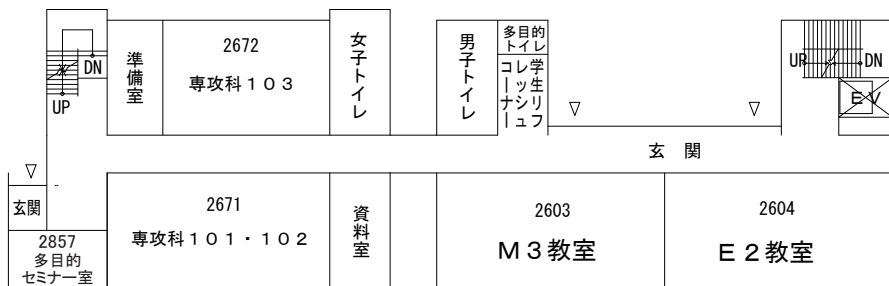 UP
DN
準備室
2672
専攻科103
女子トイレ
男子トイレ
多目的
トイレ
学生リフ
レッシュ
コーナー
UP
DN
EV
玄 関
玄関
2857
多目的
セミナー室
2671
専攻科101・102
資料室
2603
M3教室
2604
E2教室